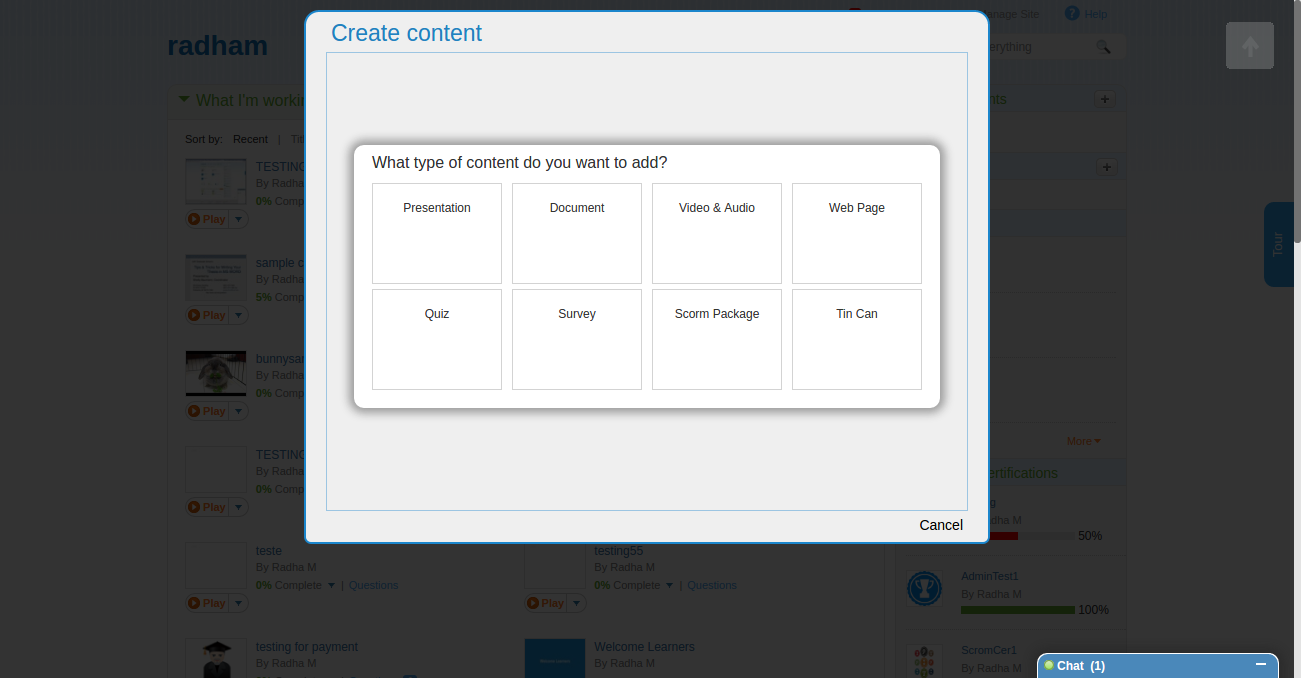 Create content
Manage Site
Help
radham
erything
What I'm workin
nts
+
Sort by: Recent | Titl
TESTING
By Radha
0% Comp
Play
+
sample c
By Radha
5% Comp
Play
bunnysar
By Radha
0% Comp
Play
TESTING
By Radha
0% Comp
Play
What type of content do you want to add?
Presentation
Document
Video & Audio
Web Page
Quiz
Survey
Scorm Package
Tin Can
Cancel
Tour
More
ertifications
g
dha M
50%
teste
By Radha M
0% Complete | Questions
Play
testing55
By Radha M
0% Complete | Questions
Play
AdminTest1
By Radha M
100%
testing for payment
By Radha M
Welcome Learners
By Radha M
ScromCer1
By Radha M
Chat (1)